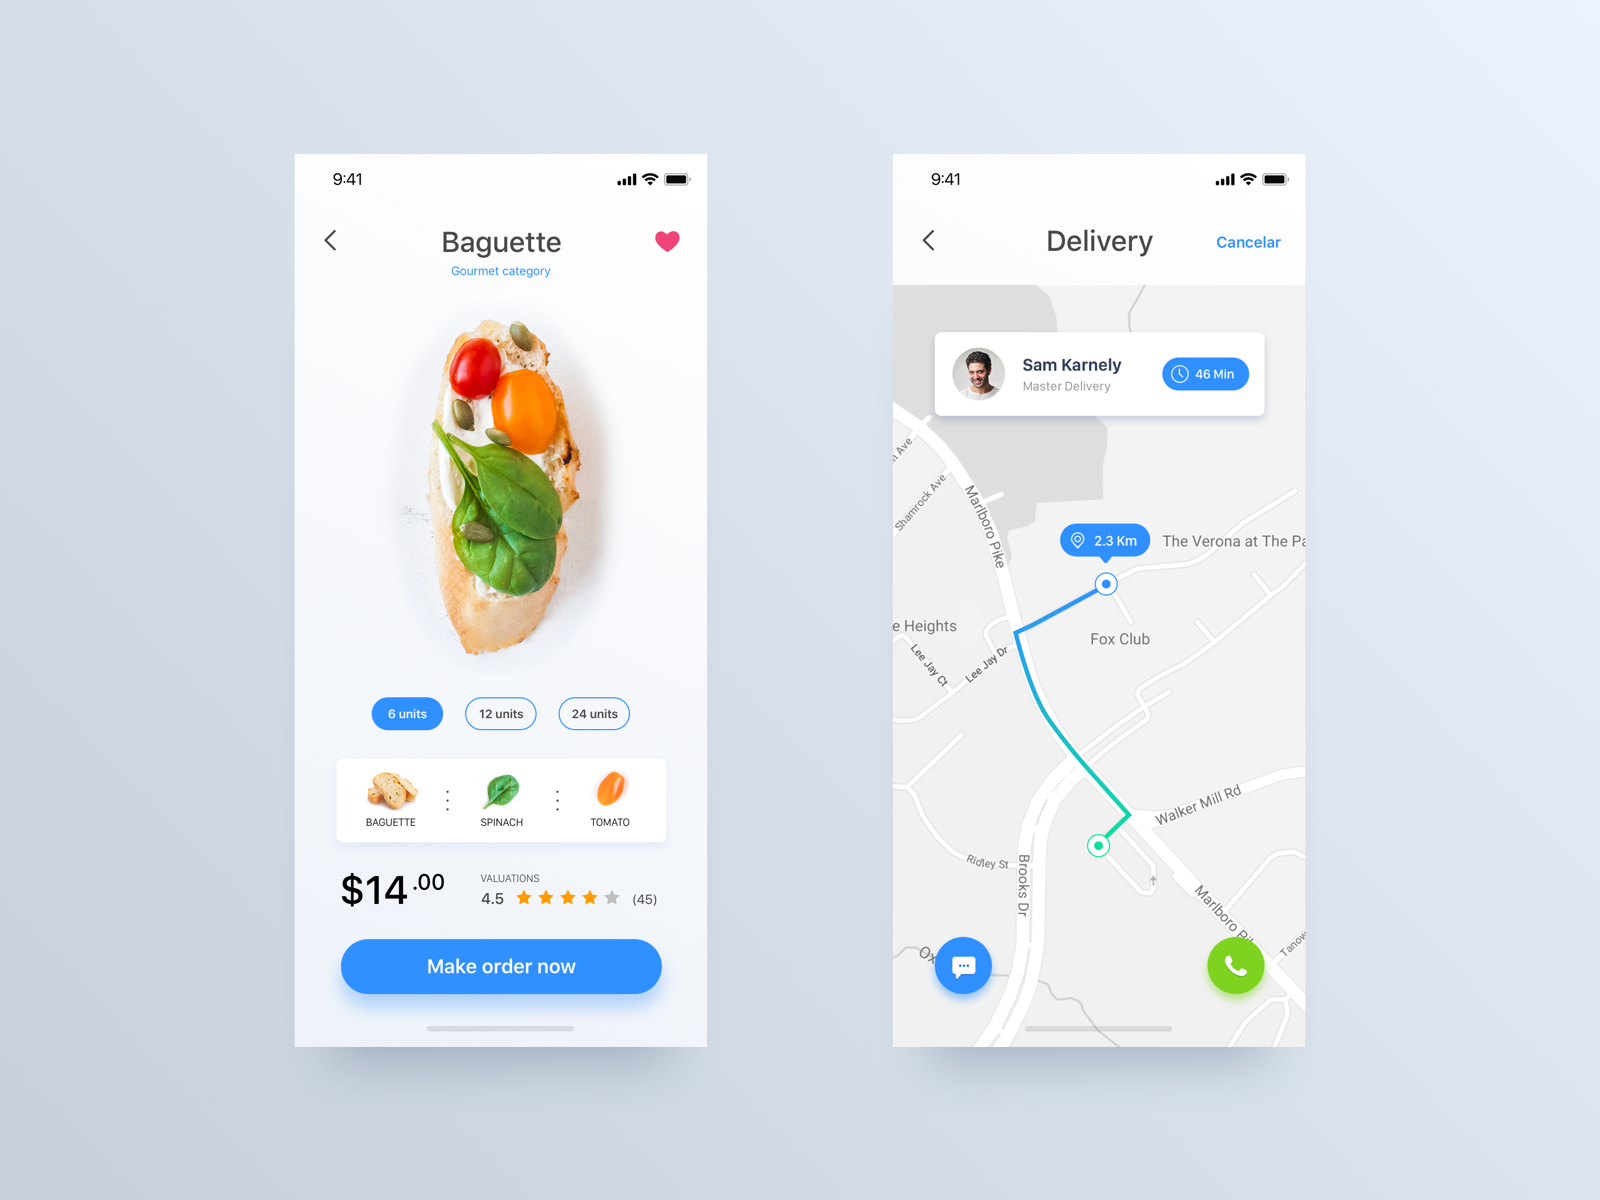 9:41
Baguette
Gourmet category
6 units
12 units
24 units
BAGUETTE
SPINACH
TOMATO
$14.00
VALUATIONS
4.5
(45)
Make order now
9:41
Delivery
Cancelar
Sam Karnely
Master Delivery
46 Min
Ave
Shamrock Ave
Marlboro Pike
2.3 Km
The Verona at The Pa
e Heights
Fox Club
Lee Jay Ct
Lee Jay Dr
Walker Mill Rd
Ridley St
Brooks Dr
Marlboro Pi
Tanow
Ox